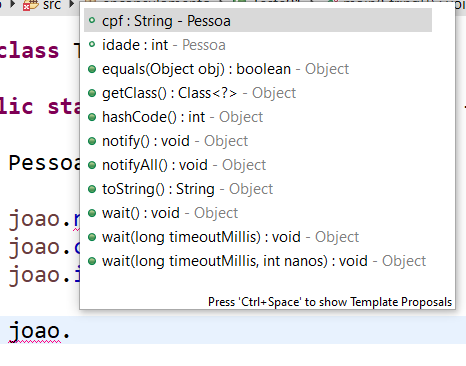 src
cpf : String - Pessoa
idade : int - Pessoa
class
equals(Object obj) : boolean - Object
getClass() : Class<?> - Object
lic sta
hashCode() : int - Object
notify() : void - Object
Pessoa
notifyAll() : void - Object
toString() : String - Object
joao.
wait() : void - Object
joao.
wait(long timeoutMillis) : void - Object
joao.i
wait(long timeoutMillis, int nanos) : void - Object
Press 'Ctrl+Space' to show Template Proposals
joao.